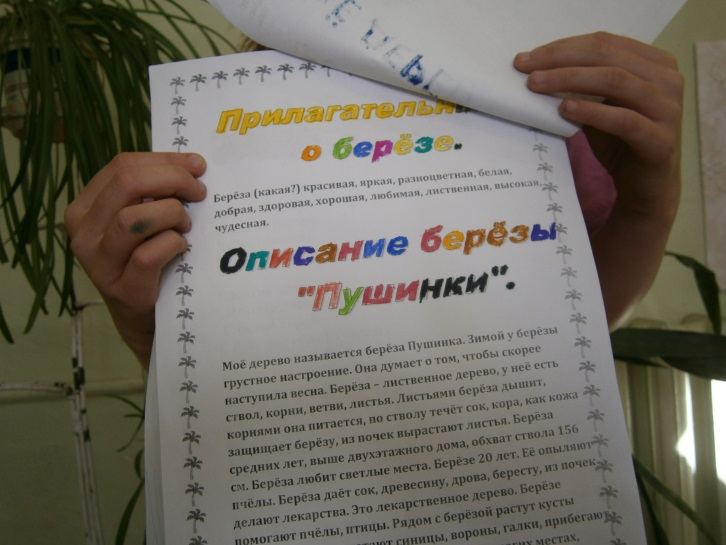 Прилагательн
о берёзе.
Берёза (какая?) красивая, яркая, разноцветная, белая,
добрая, здоровая, хорошая, любимая, лиственная, высокая,
чудесная.
Описание берёзы
"Пушинки".
Моё дерево называется берёза Пушинка. Зимой у берёзы
грустное настроение. Она думает о том, чтобы скорее
наступила весна. Берёза – лиственное дерево, у неё есть
ствол, корни, ветви, листья. Листьями берёза дышит,
корнями она питается, по стволу течёт сок, кора, как кожа
защищает берёзу, из почек вырастают листья. Берёза
средних лет, выше двухэтажного дома, обхват ствола 156
см. Берёза любит светлые места. Берёзе 20 лет. Её опыляют
пчёлы. Берёза даёт сок, древесину, дрова, бересту, из почек
делают лекарства. Это лекарственное дерево. Берёзе
помогают пчёлы, птицы. Рядом с берёзой растут кусты
синицы, вороны, галки, прибегают
местах,